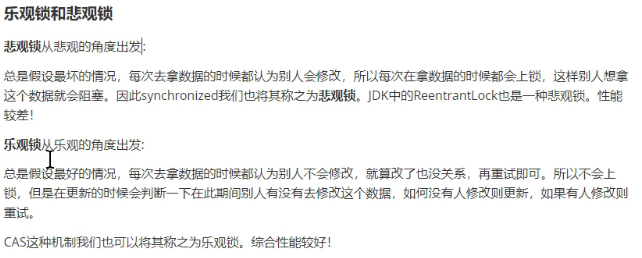 乐观锁和悲观锁
悲观锁从悲观的角度出发:
总是假设最坏的情况，每次去拿数据的时候都认为别人会修改，所以每次在拿数据的时候都会上锁，这样别人想拿
这个数据就会阻塞。因此synchronized我们也将其称之为悲观锁。JDK中的ReentrantLock也是一种悲观锁。性能
较差！
乐观锁从乐观的角度出发:
总是假设最好的情况，每次去拿数据的时候都认为别人不会修改，就算改了也没关系，再重试即可。所以不会上
锁，但是在更新的时候会判断一下在此期间别人有没有去修改这个数据，如何没有人修改则更新，如果有人修改则
重试。
CAS这种机制我们也可以将其称之为乐观锁。综合性能较好！